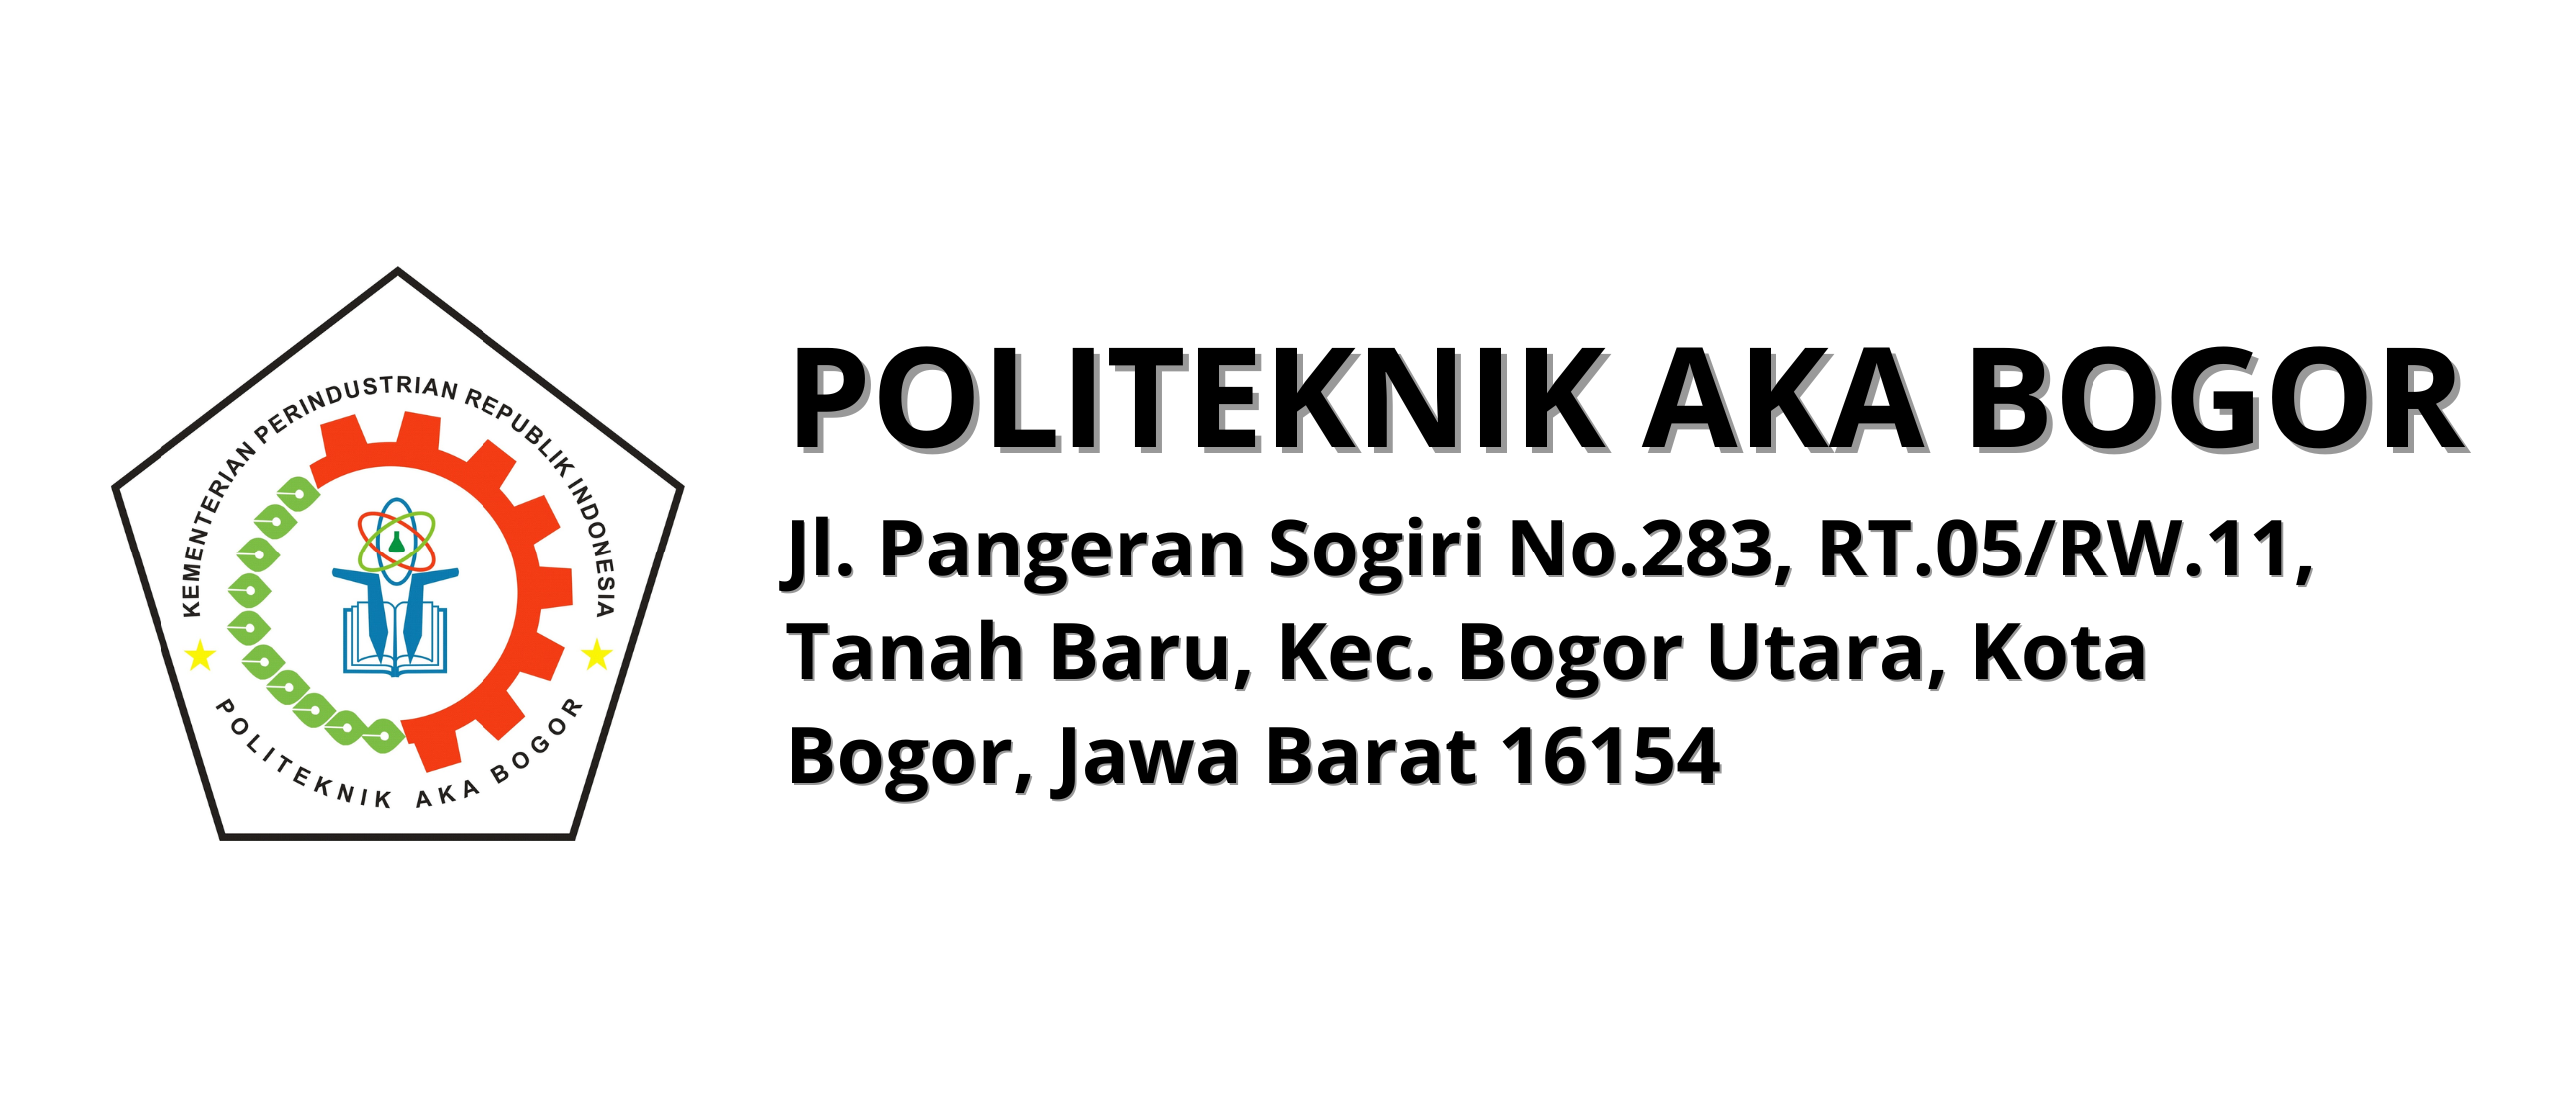 KEMENTERIAN PERINDUSTRIAN REPUBLIK INDONESIA
POLITEKNIK AKA BOGOR
POLITEKNIK AKA BOGOR
Jl. Pangeran Sogiri No.283, RT.05/RW.11,
Tanah Baru, Kec. Bogor Utara, Kota
Bogor, Jawa Barat 16154